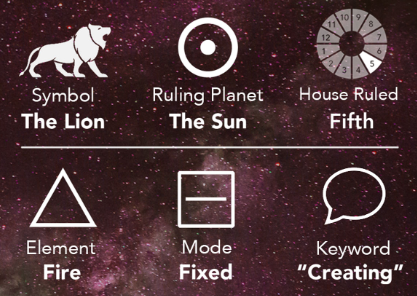 10 9
11 8
12 7
1 6
2 5
3 4
Symbol Ruling Planet House Ruled
The Lion The Sun Fifth
Element Mode Keyword
Fire Fixed "Creating"